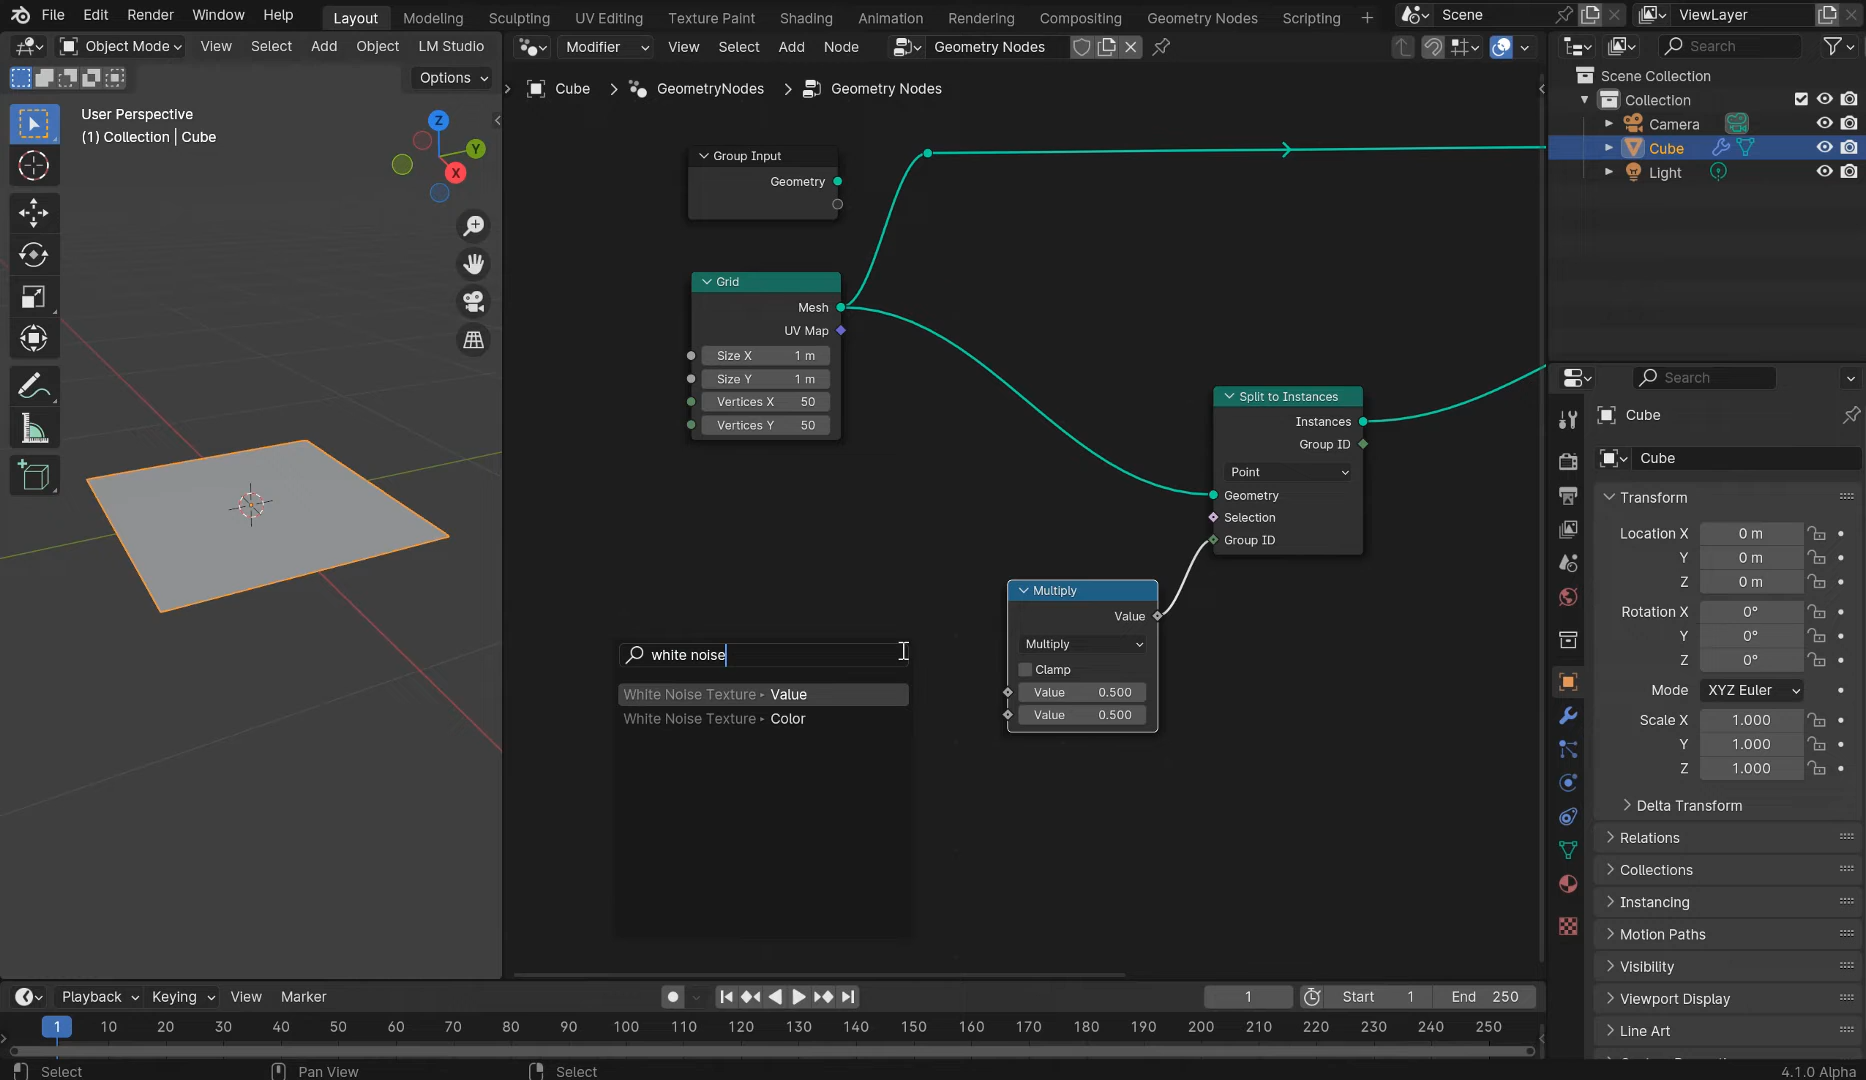 File Edit Render Window Help Layout Modeling Sculpting UV Editing Texture Paint Shading Animation Rendering Compositing Geometry Nodes Scripting + Scene ViewLayer
Object Mode View Select Add Object LM Studio Modifier View Select Add Node Geometry Nodes Search
Options
User Perspective
(1) Collection | Cube
Z
Y
X
Cube > GeometryNodes > Geometry Nodes
Group Input
Geometry
Grid
Mesh
UV Map
Size X 1 m
Size Y 1 m
Vertices X 50
Vertices Y 50
Split to Instances
Instances
Group ID
Point
Geometry
Selection
Group ID
Multiply
Value
Multiply
Clamp
Value 0.500
Value 0.500
white noise
White Noise Texture ▸ Value
White Noise Texture ▸ Color
Scene Collection
Collection
Camera
Cube
Light
Search
Cube
Cube
Transform
Location X 0 m
Y 0 m
Z 0 m
Rotation X 0°
Y 0°
Z 0°
Mode XYZ Euler
Scale X 1.000
Y 1.000
Z 1.000
Delta Transform
Relations
Collections
Instancing
Motion Paths
Visibility
Viewport Display
Line Art
Playback Keying View Marker 1 Start 1 End 250
1 10 20 30 40 50 60 70 80 90 100 110 120 130 140 150 160 170 180 190 200 210 220 230 240 250
Select Pan View Select 4.1.0 Alpha